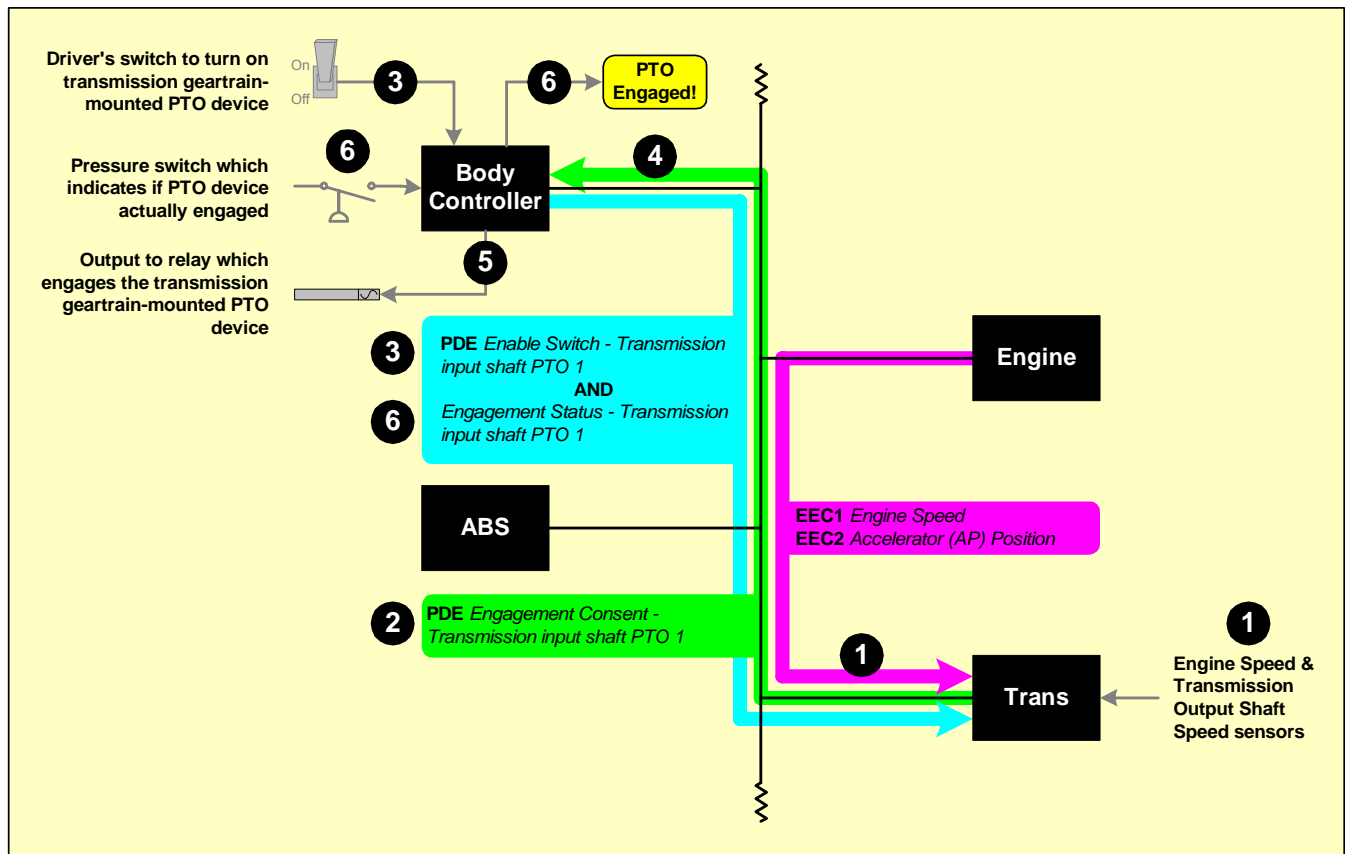 Driver's switch to turn on
transmission geartrain-
mounted PTO device
On
Off
3
6
PTO
Engaged!
Pressure switch which
indicates if PTO device
actually engaged
6
Body
Controller
4
Output to relay which
engages the transmission
geartrain-mounted PTO
device
5
3
PDE Enable Switch - Transmission
input shaft PTO 1
AND
6
Engagement Status - Transmission
input shaft PTO 1
Engine
ABS
EEC1 Engine Speed
EEC2 Accelerator (AP) Position
2
PDE Engagement Consent -
Transmission input shaft PTO 1
1
Trans
1
Engine Speed &
Transmission
Output Shaft
Speed sensors